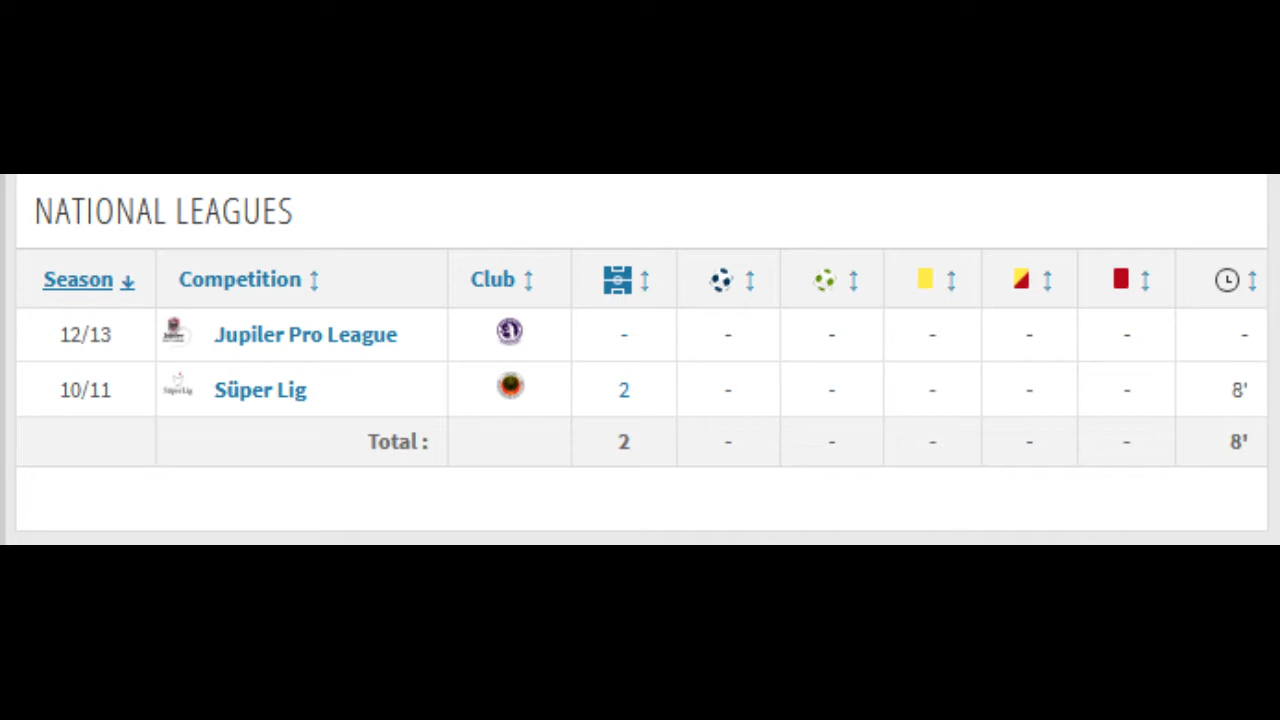 NATIONAL LEAGUES
Season Competition Club
12/13 Jupiler Pro League - - - - - - -
10/11 Süper Lig 2 - - - - - 8'
Total : 2 - - - - - 8'